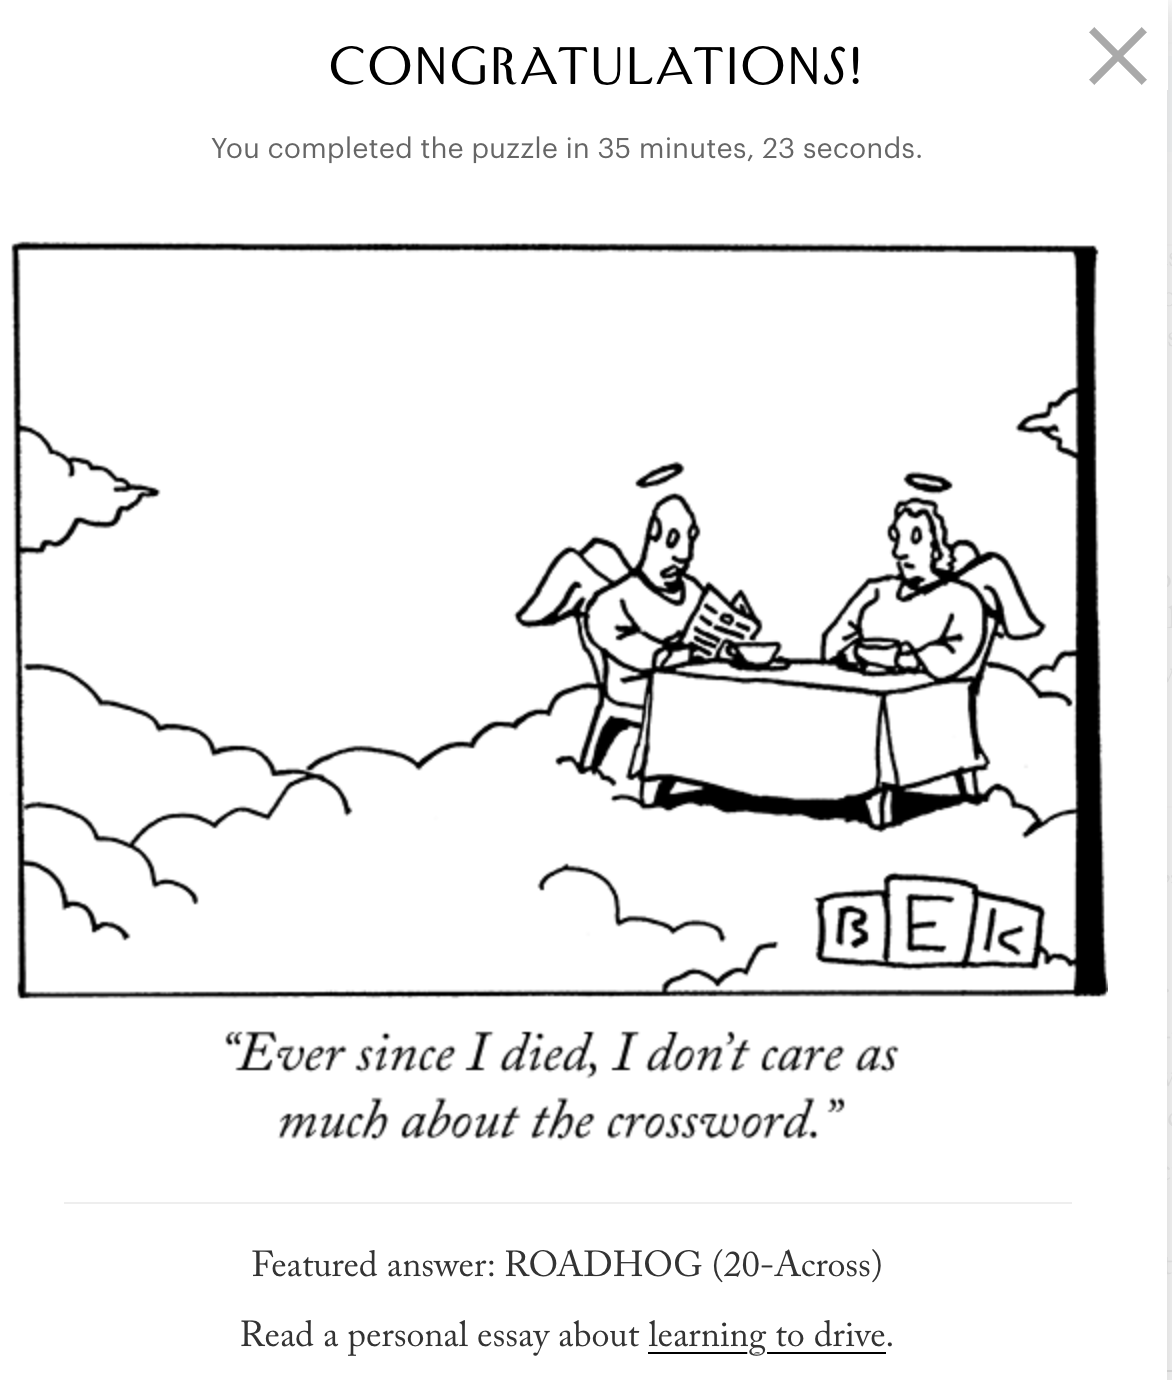 CONGRATULATIONS!
You completed the puzzle in 35 minutes, 23 seconds.
BEK
“Ever since I died, I don’t care as
much about the crossword.”
Featured answer: ROADHOG (20-Across)
Read a personal essay about learning to drive.